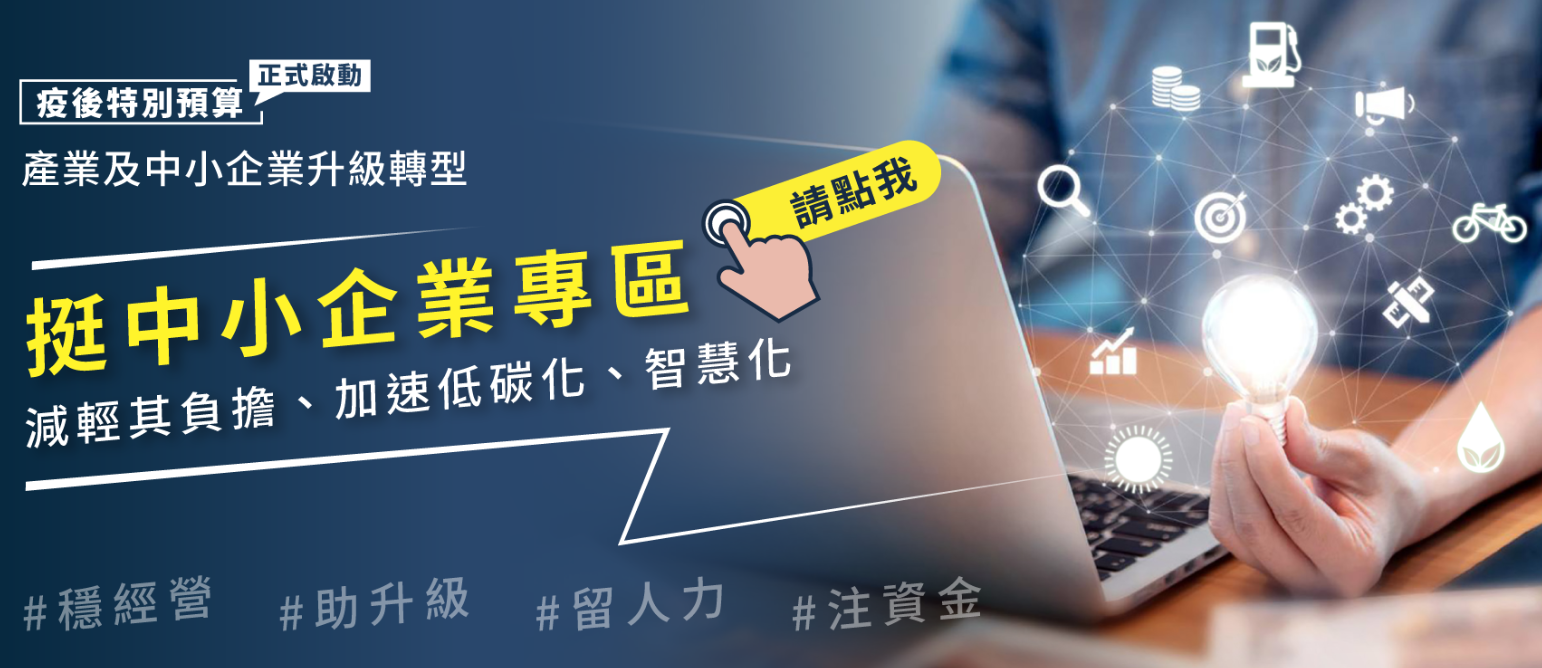 正式啟動
疫後特別預算
產業及中小企業升級轉型
請點我
挺中小企業專區
減輕其負擔、加速低碳化、智慧化
#穩經營 #助升級 #留人力 #注資金